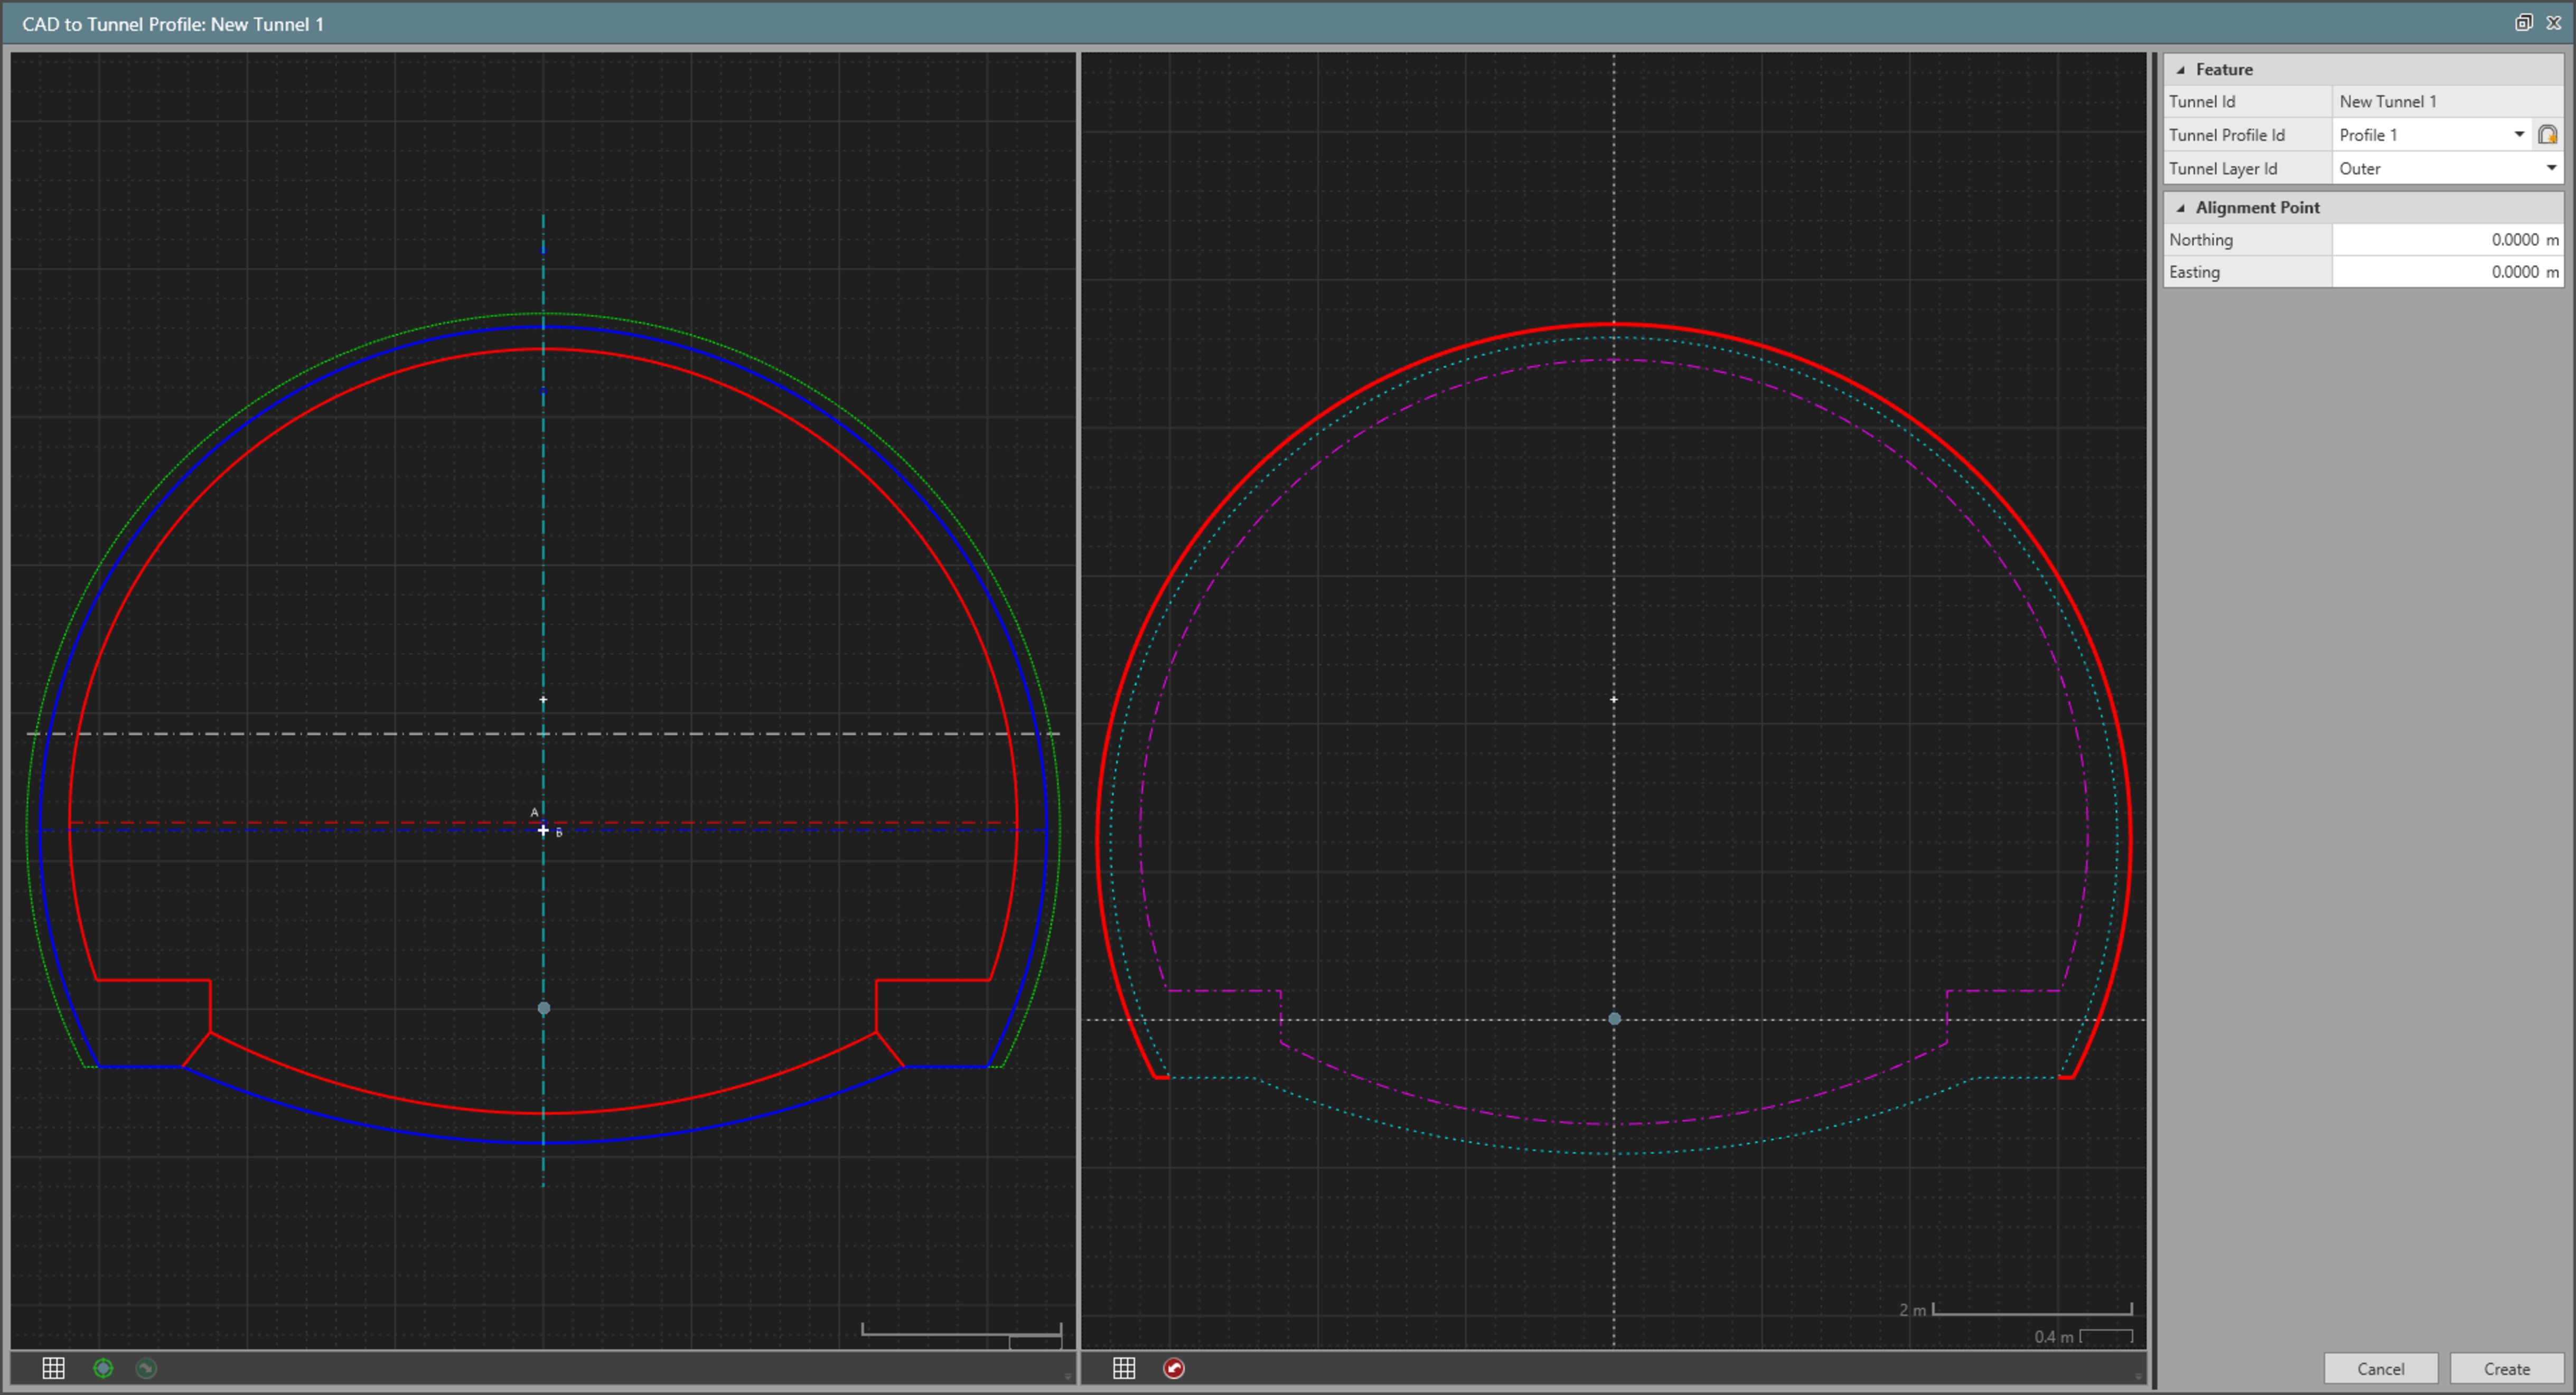 CAD to Tunnel Profile: New Tunnel 1
A
B
2 m
0.4 m
Feature
Tunnel Id New Tunnel 1
Tunnel Profile Id Profile 1
Tunnel Layer Id Outer
Alignment Point
Northing 0.0000 m
Easting 0.0000 m
Cancel Create